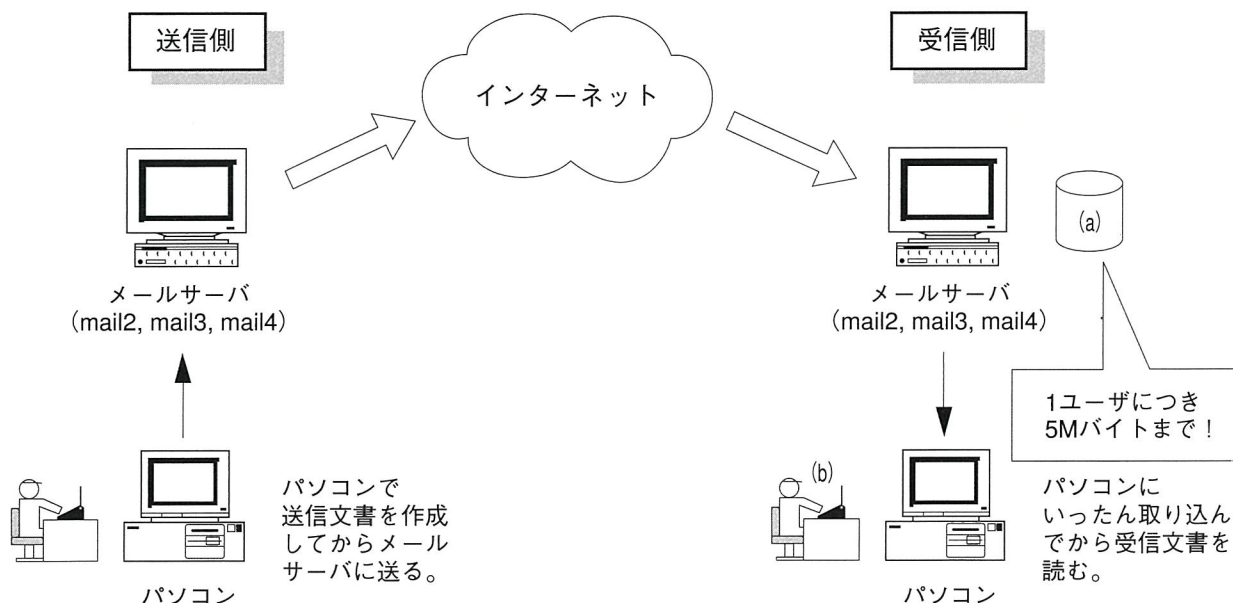 送信側
インターネット
受信側
(a)
メールサーバ
(mail2, mail3, mail4)
メールサーバ
(mail2, mail3, mail4)
1ユーザにつき
5Mバイトまで！
パソコンで
送信文書を作成
してからメール
サーバに送る。
パソコン
(b)
パソコンに
いったん取り込ん
でから受信文書を
読む。
パソコン